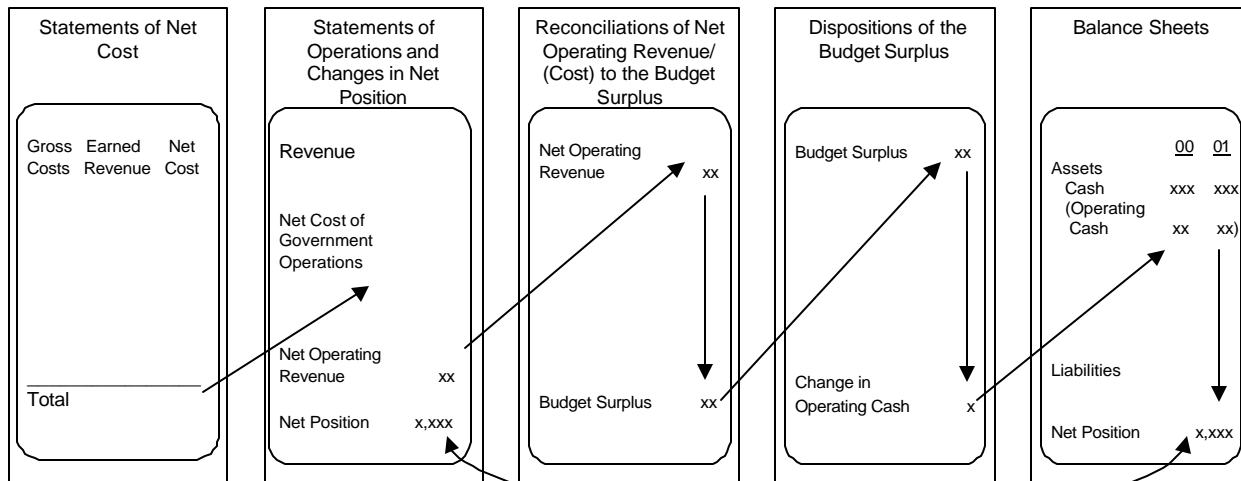 Statements of Net
Cost
Gross Earned Net
Costs Revenue Cost
Total
Statements of
Operations and
Changes in Net
Position
Revenue
Net Cost of
Government
Operations
Net Operating
Revenue xx
Net Position x,xxx
Reconciliations of Net
Operating Revenue/
(Cost) to the Budget
Surplus
Net Operating
Revenue xx
Budget Surplus xx
Dispositions of the
Budget Surplus
Budget Surplus xx
Change in
Operating Cash x
Balance Sheets
00 01
Assets
Cash xxx xxx
(Operating
Cash xx xx)
Liabilities
Net Position x,xxx